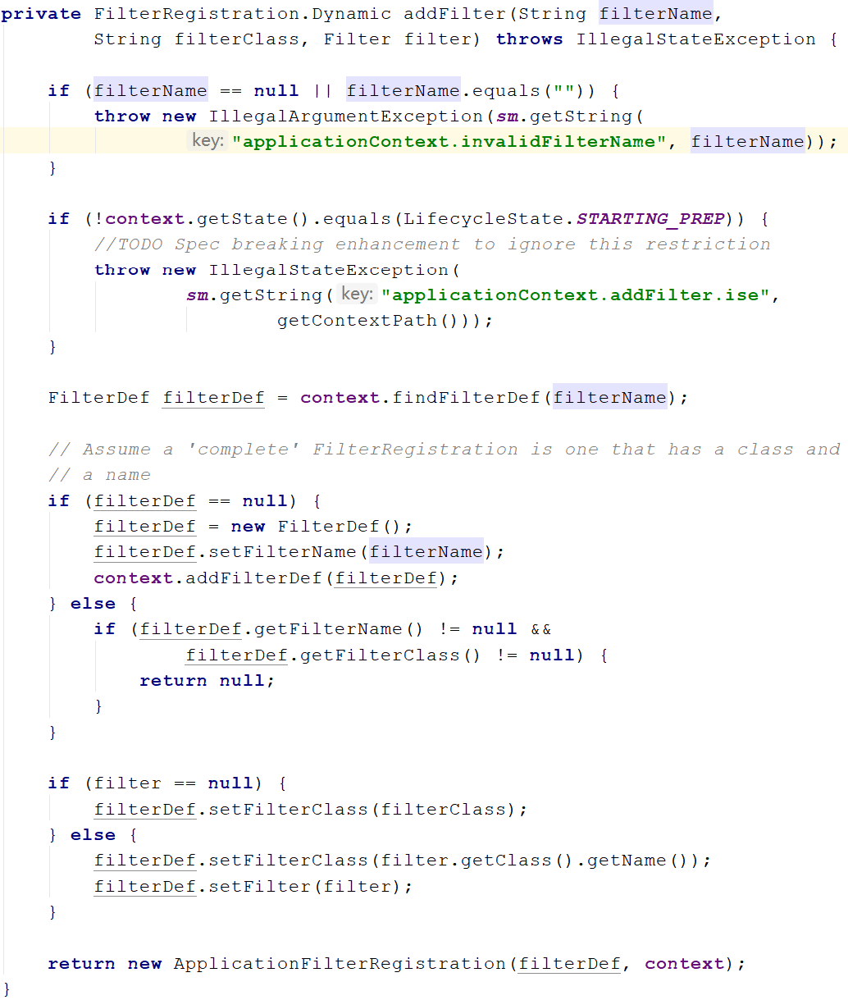 private FilterRegistration.Dynamic addFilter(String filterName,
        String filterClass, Filter filter) throws IllegalStateException {

    if (filterName == null || filterName.equals("")) {
        throw new IllegalArgumentException(sm.getString(
                key: "applicationContext.invalidFilterName", filterName));
    }

    if (!context.getState().equals(LifecycleState.STARTING_PREP)) {
        //TODO Spec breaking enhancement to ignore this restriction
        throw new IllegalStateException(
                sm.getString( key: "applicationContext.addFilter.ise",
                        getContextPath()));
    }

    FilterDef filterDef = context.findFilterDef(filterName);

    // Assume a 'complete' FilterRegistration is one that has a class and
    // a name
    if (filterDef == null) {
        filterDef = new FilterDef();
        filterDef.setFilterName(filterName);
        context.addFilterDef(filterDef);
    } else {
        if (filterDef.getFilterName() != null &&
                filterDef.getFilterClass() != null) {
            return null;
        }
    }

    if (filter == null) {
        filterDef.setFilterClass(filterClass);
    } else {
        filterDef.setFilterClass(filter.getClass().getName());
        filterDef.setFilter(filter);
    }

    return new ApplicationFilterRegistration(filterDef, context);
}